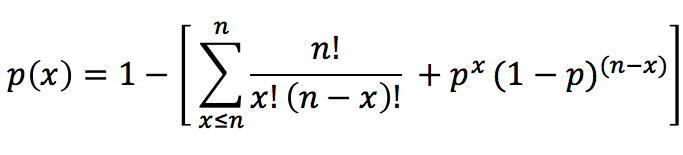 p(x) = 1 − [ ∑_{x≤n}^{n} n! / x! (n − x)! + p^x (1 − p)^{(n−x)} ]